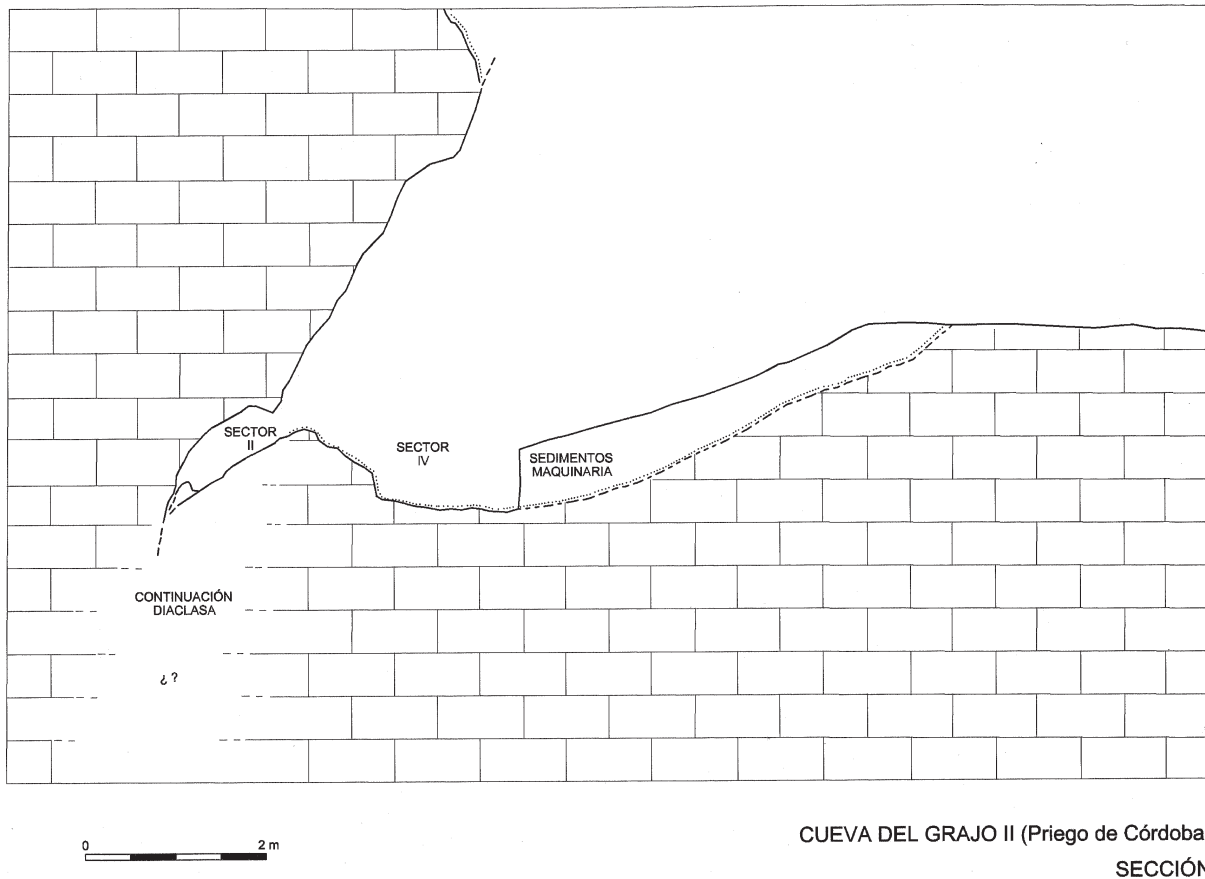 SECTOR
II
SECTOR
IV
SEDIMENTOS
MAQUINARIA
CONTINUACIÓN
DIACLASA
¿ ?
0 2 m
CUEVA DEL GRAJO II (Priego de Córdoba
SECCIÓN